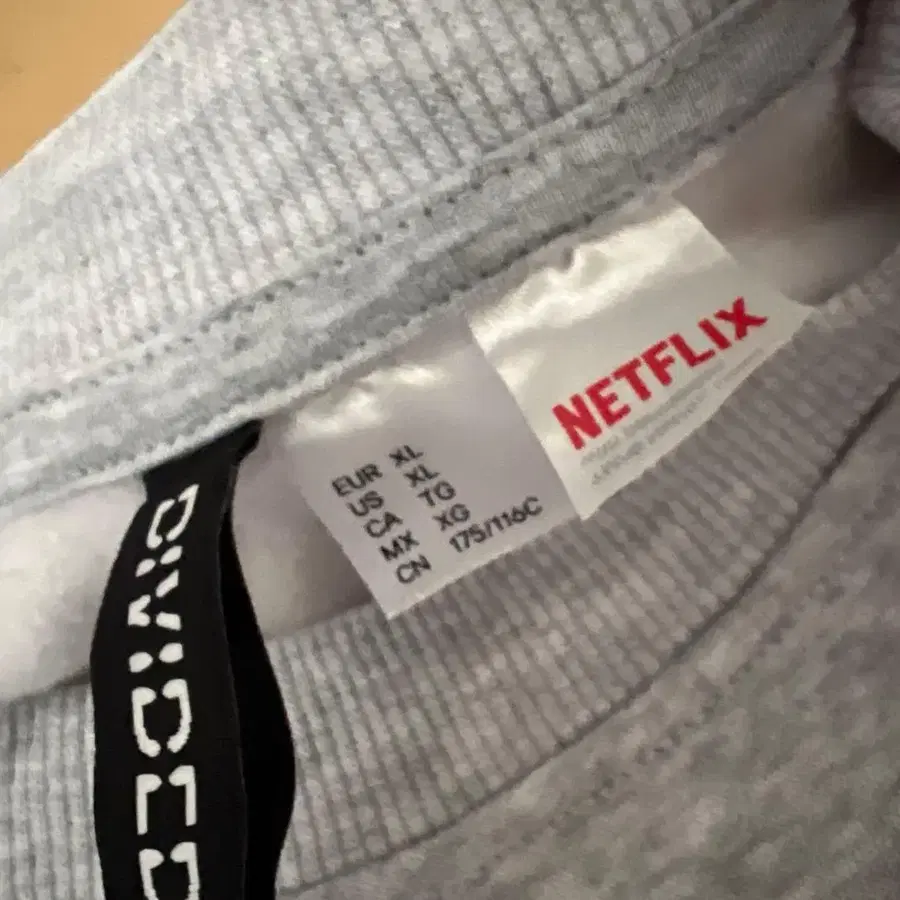 DIVIDED
EUR XL
US XL
CA TG
MX XG
CN 175/116C
NETFLIX